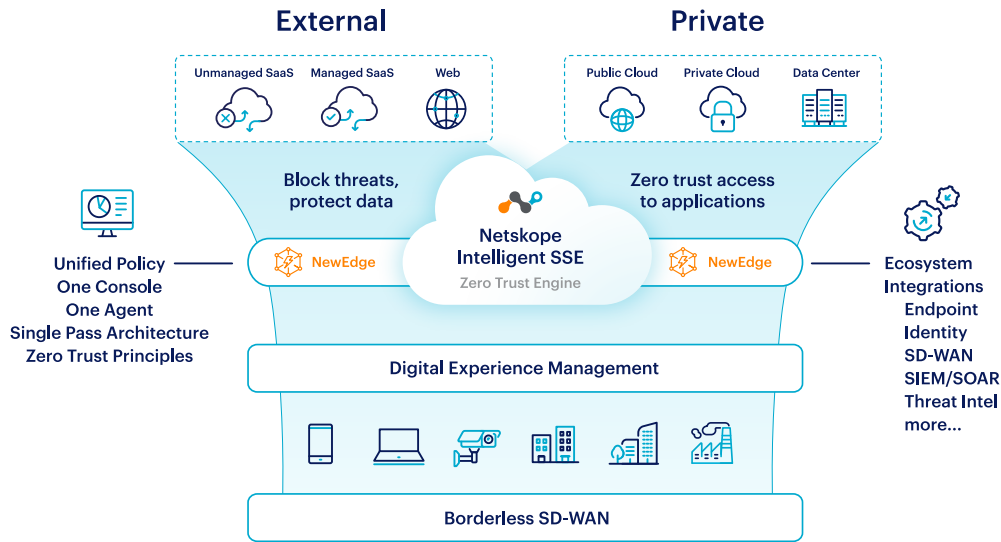 External
Private
Unmanaged SaaS
Managed SaaS
Web
Public Cloud
Private Cloud
Data Center
Block threats,
protect data
Zero trust access
to applications
Netskope
Intelligent SSE
Zero Trust Engine
NewEdge
NewEdge
Unified Policy
One Console
One Agent
Single Pass Architecture
Zero Trust Principles
Ecosystem
Integrations
Endpoint
Identity
SD-WAN
SIEM/SOAR
Threat Intel
more...
Digital Experience Management
Borderless SD-WAN